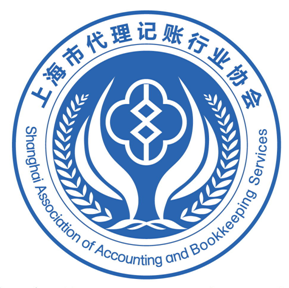 上海市代理记账行业协会
Shanghai Association of Accounting and Bookkeeping Services